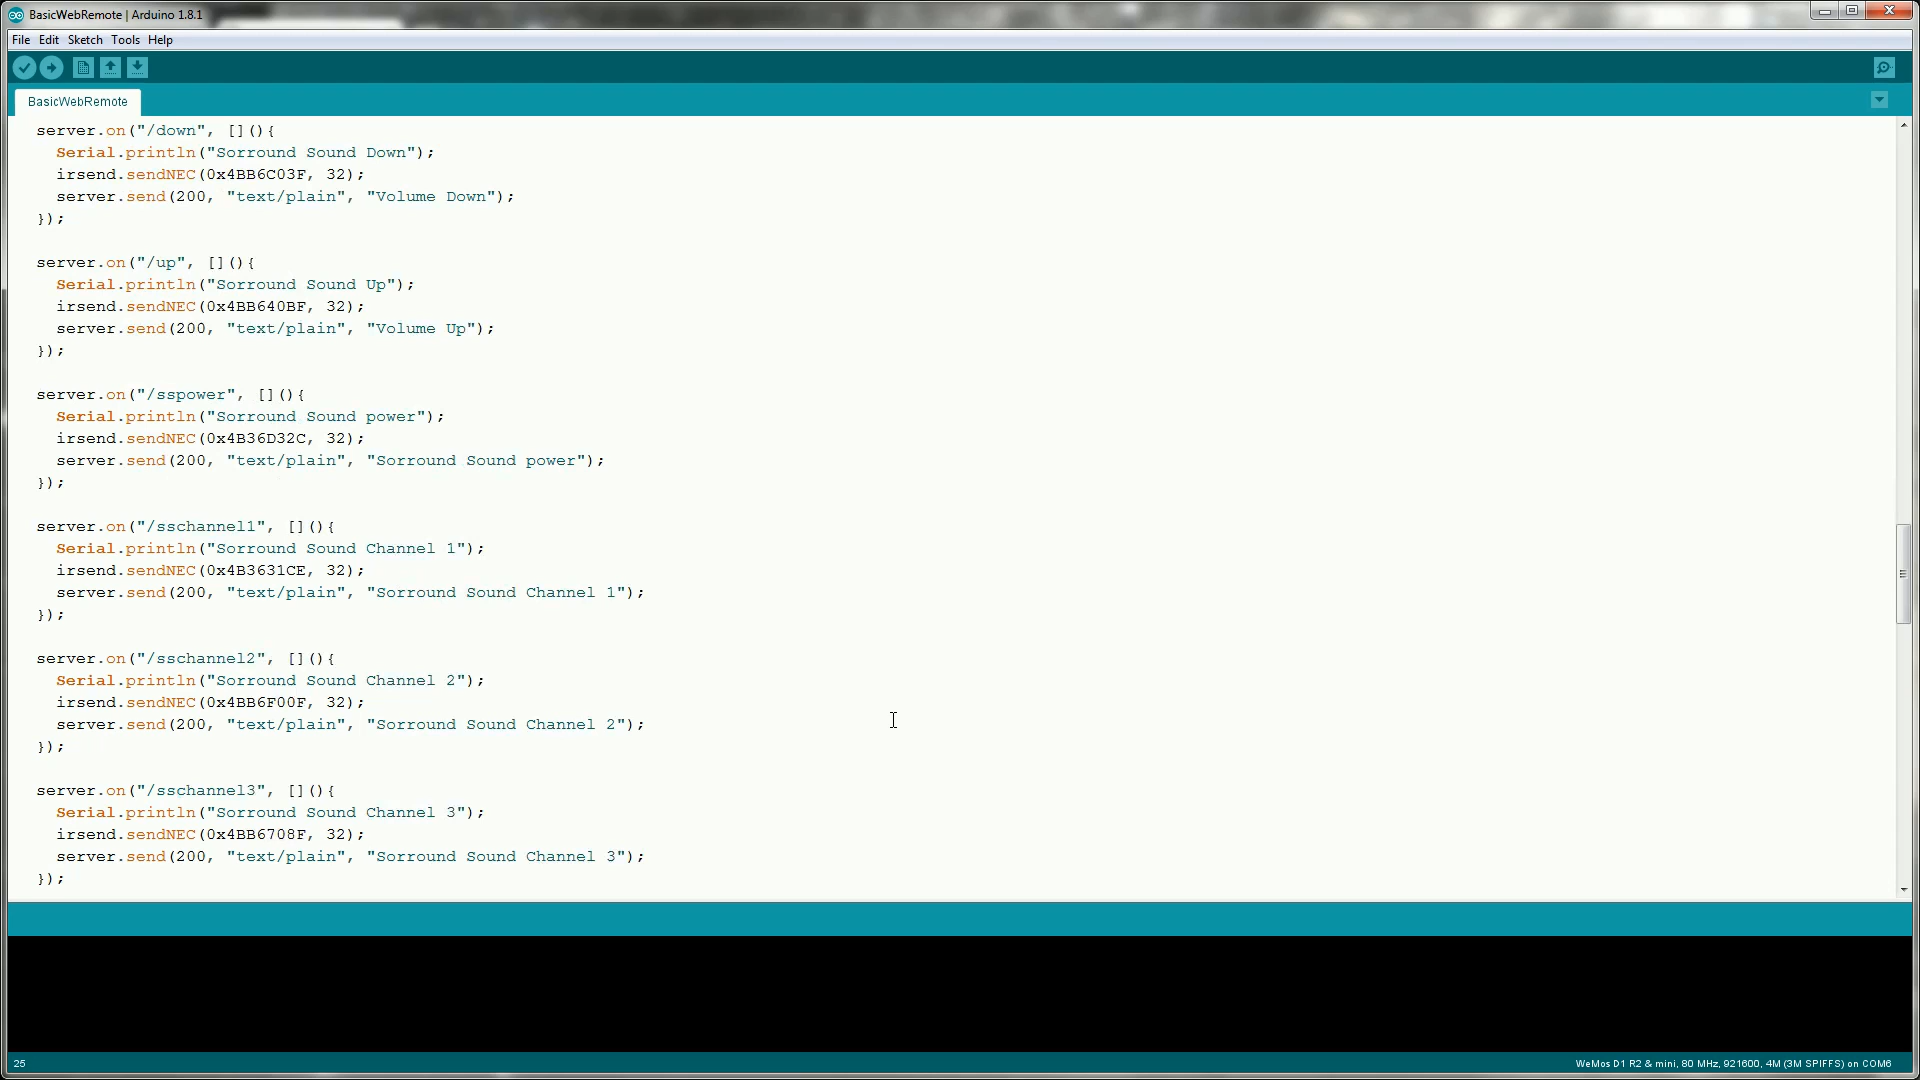 BasicWebRemote | Arduino 1.8.1
File Edit Sketch Tools Help
BasicWebRemote
server.on("/down", [](){
  Serial.println("Sorround Sound Down");
  irsend.sendNEC(0x4BB6C03F, 32);
  server.send(200, "text/plain", "Volume Down");
});
server.on("/up", [](){
  Serial.println("Sorround Sound Up");
  irsend.sendNEC(0x4BB640BF, 32);
  server.send(200, "text/plain", "Volume Up");
});
server.on("/sspower", [](){
  Serial.println("Sorround Sound power");
  irsend.sendNEC(0x4B36D32C, 32);
  server.send(200, "text/plain", "Sorround Sound power");
});
server.on("/sschannel1", [](){
  Serial.println("Sorround Sound Channel 1");
  irsend.sendNEC(0x4B3631CE, 32);
  server.send(200, "text/plain", "Sorround Sound Channel 1");
});
server.on("/sschannel2", [](){
  Serial.println("Sorround Sound Channel 2");
  irsend.sendNEC(0x4BB6F00F, 32);
  server.send(200, "text/plain", "Sorround Sound Channel 2");
});
server.on("/sschannel3", [](){
  Serial.println("Sorround Sound Channel 3");
  irsend.sendNEC(0x4BB6708F, 32);
  server.send(200, "text/plain", "Sorround Sound Channel 3");
});
25
WeMos D1 R2 & mini, 80 MHz, 921600, 4M (3M SPIFFS) on COM6